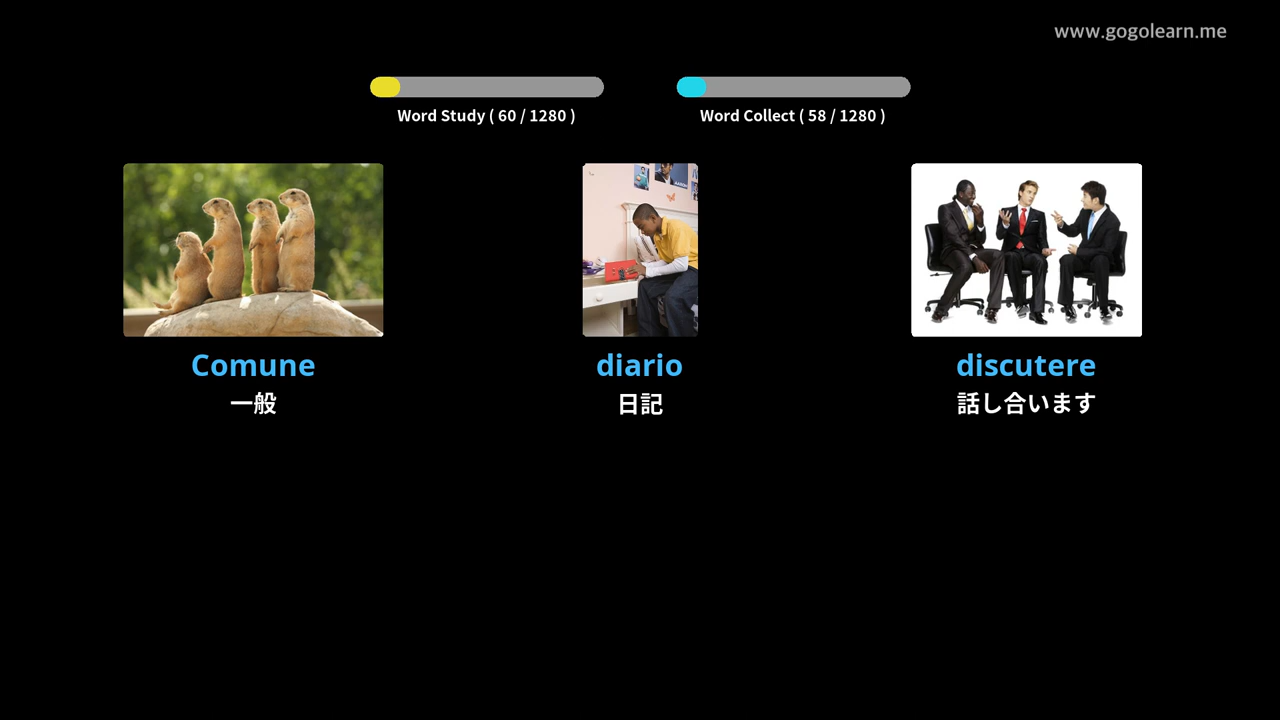 www.gogolearn.me
Word Study ( 60 / 1280 )
Word Collect ( 58 / 1280 )
Comune
一般
diario
日記
discutere
話し合います